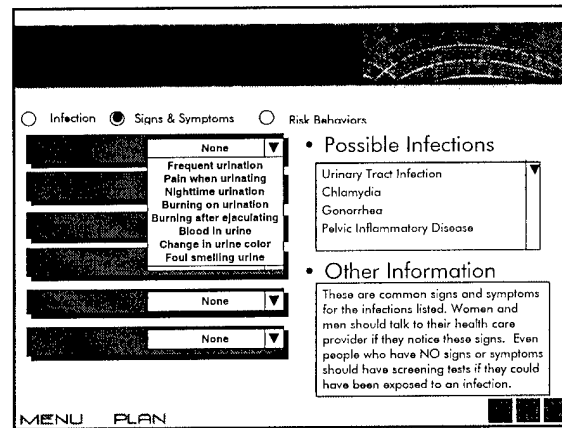 Infection Signs & Symptoms Risk Behaviors
None
Frequent urination
Pain when urinating
Nighttime urination
Burning on urination
Burning after ejaculating
Blood in urine
Change in urine color
Foul smelling urine
None
None
• Possible Infections
Urinary Tract Infection
Chlamydia
Gonorrhea
Pelvic Inflammatory Disease
• Other Information
These are common signs and symptoms
for the infections listed. Women and
men should talk to their health care
provider if they notice these signs. Even
people who have NO signs or symptoms
should have screening tests if they could
have been exposed to an infection.
MENU PLAN